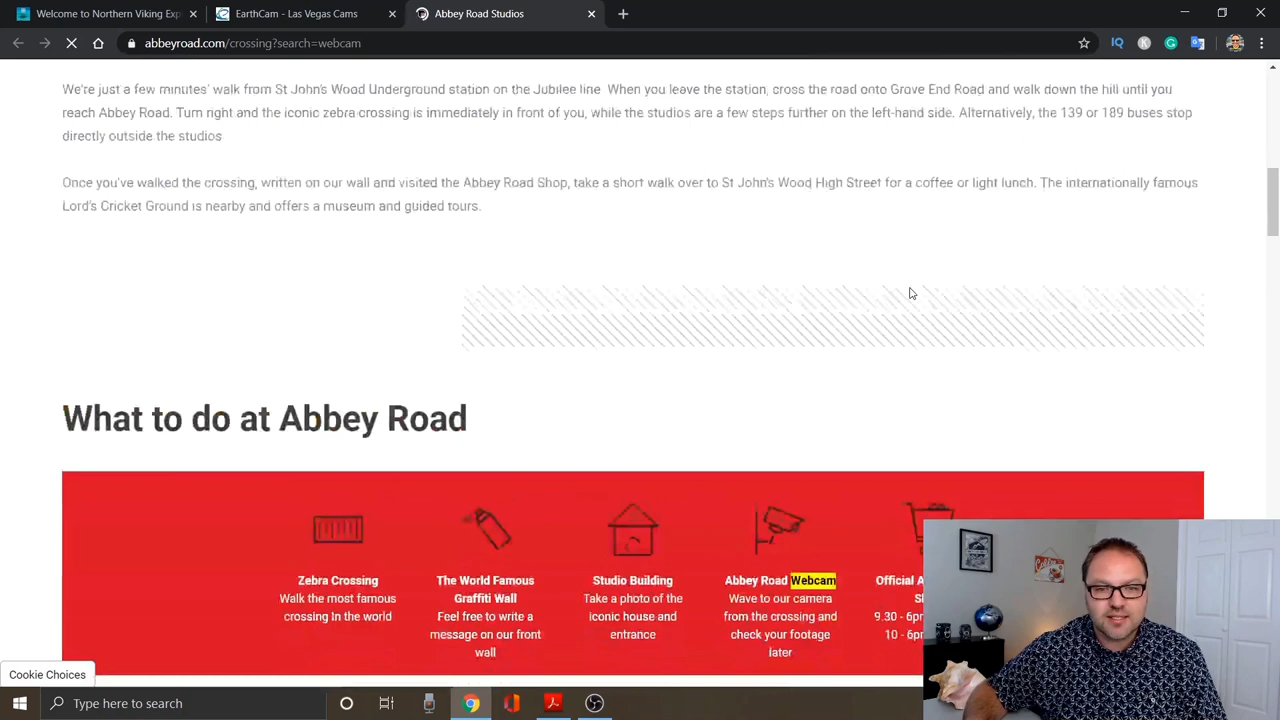 Welcome to Northern Viking Exp
EarthCam - Las Vegas Cams
Abbey Road Studios
abbeyroad.com/crossing?search=webcam
We're just a few minutes' walk from St John's Wood Underground station on the Jubilee line When you leave the station, cross the road onto Grove End Road and walk down the hill until you
reach Abbey Road. Turn right and the iconic zebra crossing is immediately in front of you, while the studios are a few steps further on the left-hand side. Alternatively, the 139 or 189 buses stop
directly outside the studios
Once you've walked the crossing, written on our wall and visited the Abbey Road Shop, take a short walk over to St John's Wood High Street for a coffee or light lunch. The internationally famous
Lord's Cricket Ground is nearby and offers a museum and guided tours.
What to do at Abbey Road
Zebra Crossing
Walk the most famous
crossing In the world
The World Famous
Graffiti Wall
Feel free to write a
message on our front
wall
Studio Building
Take a photo of the
iconic house and
entrance
Abbey Road Webcam
Wave to our camera
from the crossing and
check your footage
later
Official A
9.30 - 6p
10 - 6p
Cookie Choices
Type here to search